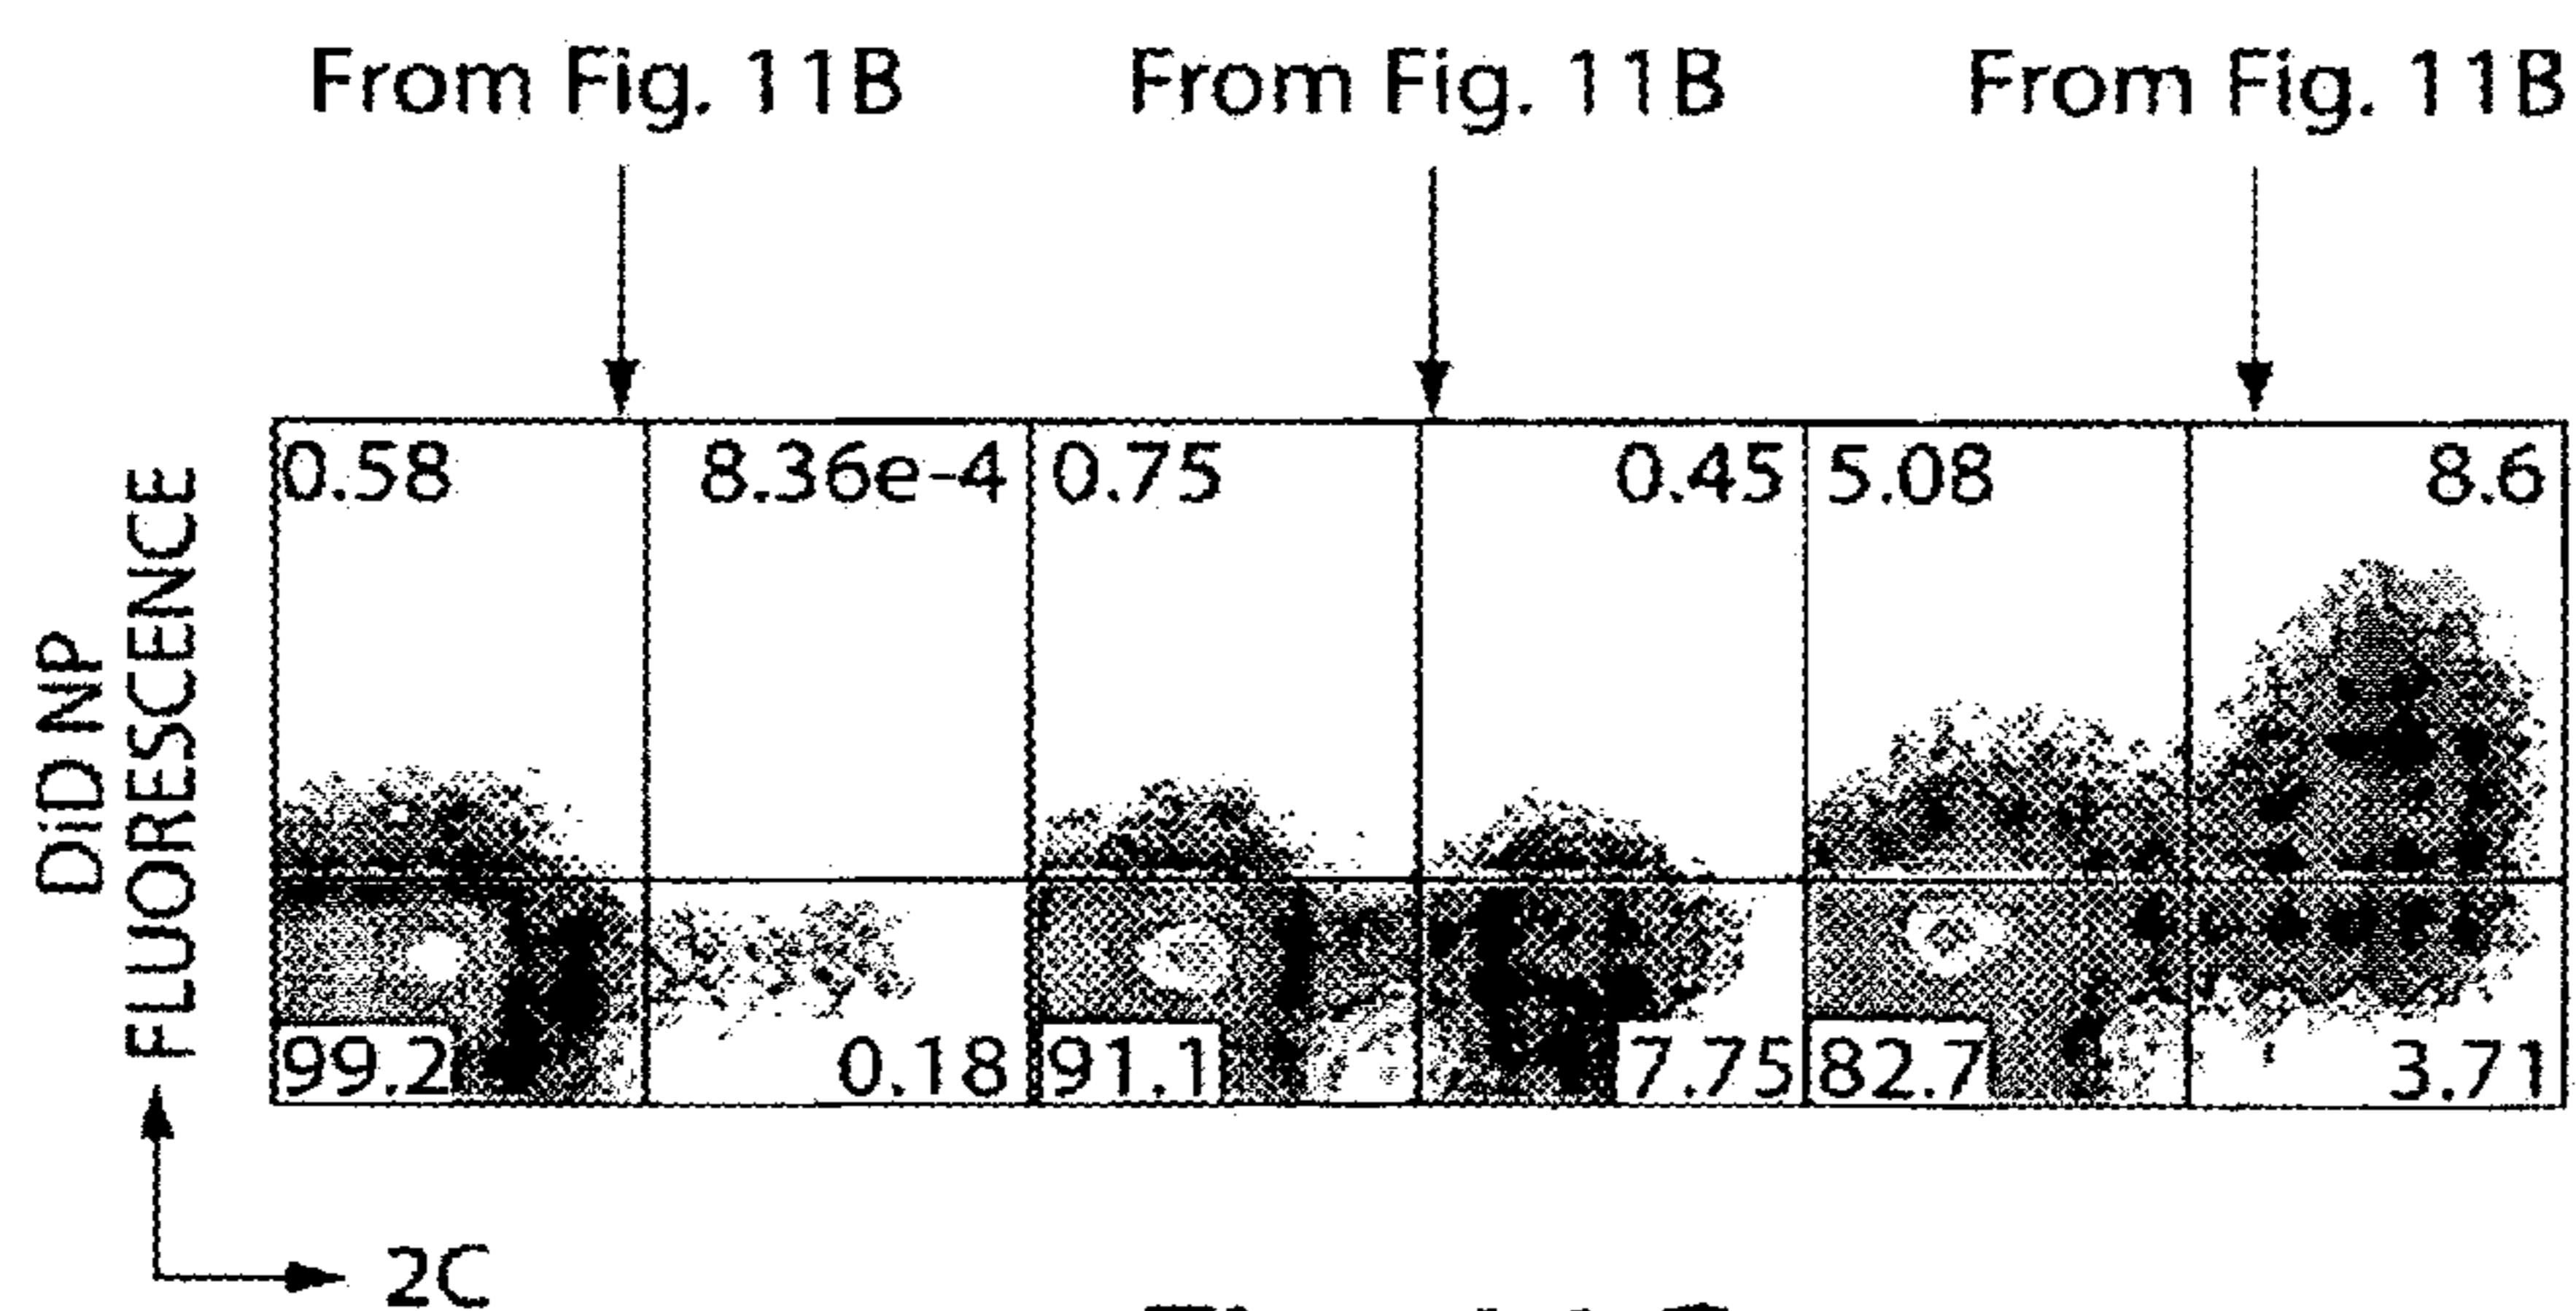 From Fig. 11B From Fig. 11B From Fig. 11B
0.58 8.36e-4 0.75 0.45 5.08 8.6
DiD NP
FLUORESCENCE
99.2 0.18 91.1 7.75 82.7 3.71
2C